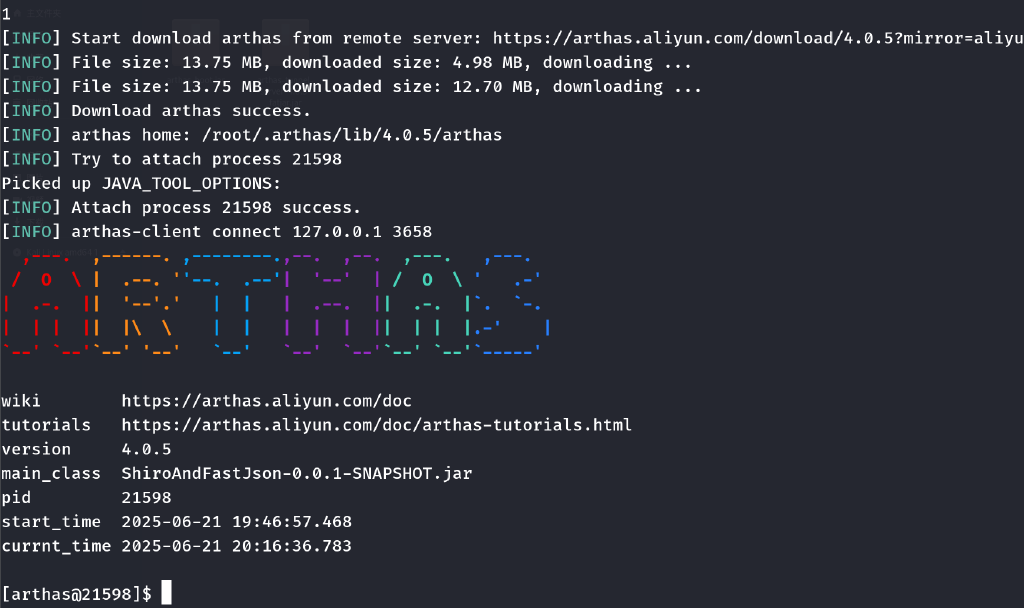 1
[INFO] Start download arthas from remote server: https://arthas.aliyun.com/download/4.0.5?mirror=aliyu
[INFO] File size: 13.75 MB, downloaded size: 4.98 MB, downloading ...
[INFO] File size: 13.75 MB, downloaded size: 12.70 MB, downloading ...
[INFO] Download arthas success.
[INFO] arthas home: /root/.arthas/lib/4.0.5/arthas
[INFO] Try to attach process 21598
Picked up JAVA_TOOL_OPTIONS:
[INFO] Attach process 21598 success.
[INFO] arthas-client connect 127.0.0.1 3658
ARTHAS
wiki https://arthas.aliyun.com/doc
tutorials https://arthas.aliyun.com/doc/arthas-tutorials.html
version 4.0.5
main_class ShiroAndFastJson-0.0.1-SNAPSHOT.jar
pid 21598
start_time 2025-06-21 19:46:57.468
currnt_time 2025-06-21 20:16:36.783
[arthas@21598]$